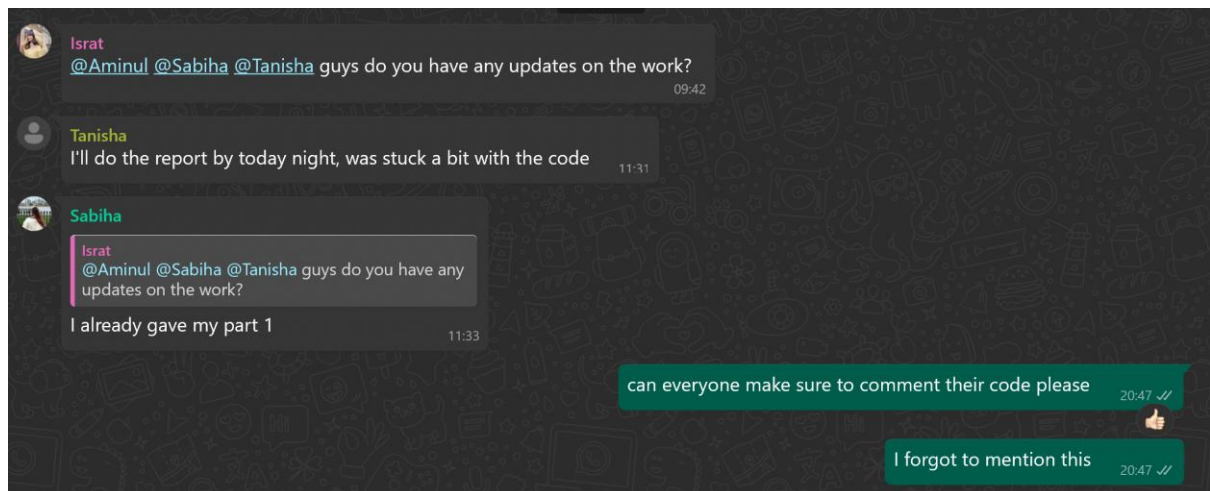 Israt
@Aminul @Sabiha @Tanisha guys do you have any updates on the work?
09:42
Tanisha
I'll do the report by today night, was stuck a bit with the code
11:31
Sabiha
Israt
@Aminul @Sabiha @Tanisha guys do you have any
updates on the work?
I already gave my part 1
11:33
can everyone make sure to comment their code please
20:47
I forgot to mention this
20:47